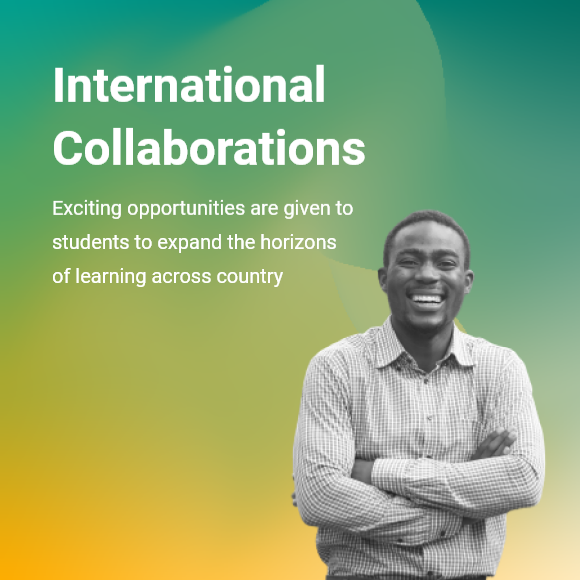 International
Collaborations
Exciting opportunities are given to
students to expand the horizons
of learning across country